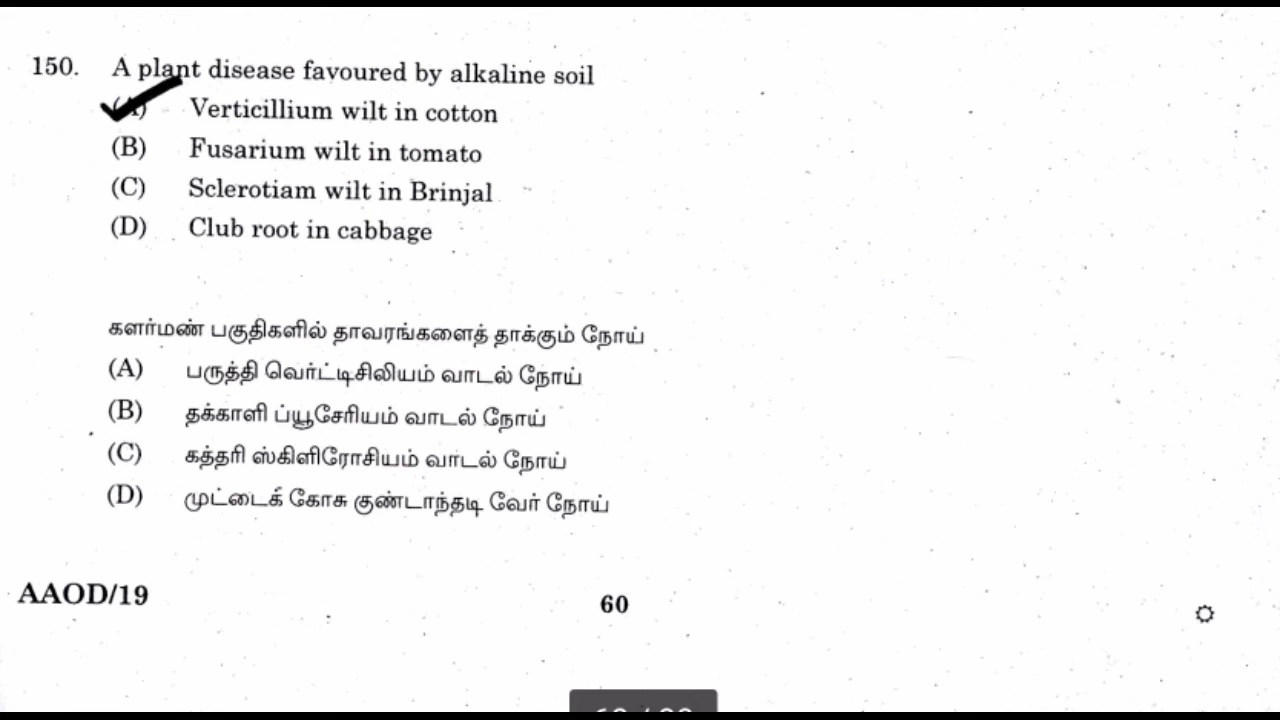 150. A plant disease favoured by alkaline soil
(A) Verticillium wilt in cotton
(B) Fusarium wilt in tomato
(C) Sclerotiam wilt in Brinjal
(D) Club root in cabbage
களர்மண் பகுதிகளில் தாவரங்களைத் தாக்கும் நோய்
(A) பருத்தி வெர்ட்டிசிலியம் வாடல் நோய்
(B) தக்காளி ப்யூசேரியம் வாடல் நோய்
(C) கத்தரி ஸ்கிளிரோசியம் வாடல் நோய்
(D) முட்டைக் கோசு குண்டாந்தடி வேர் நோய்
AAOD/19
60